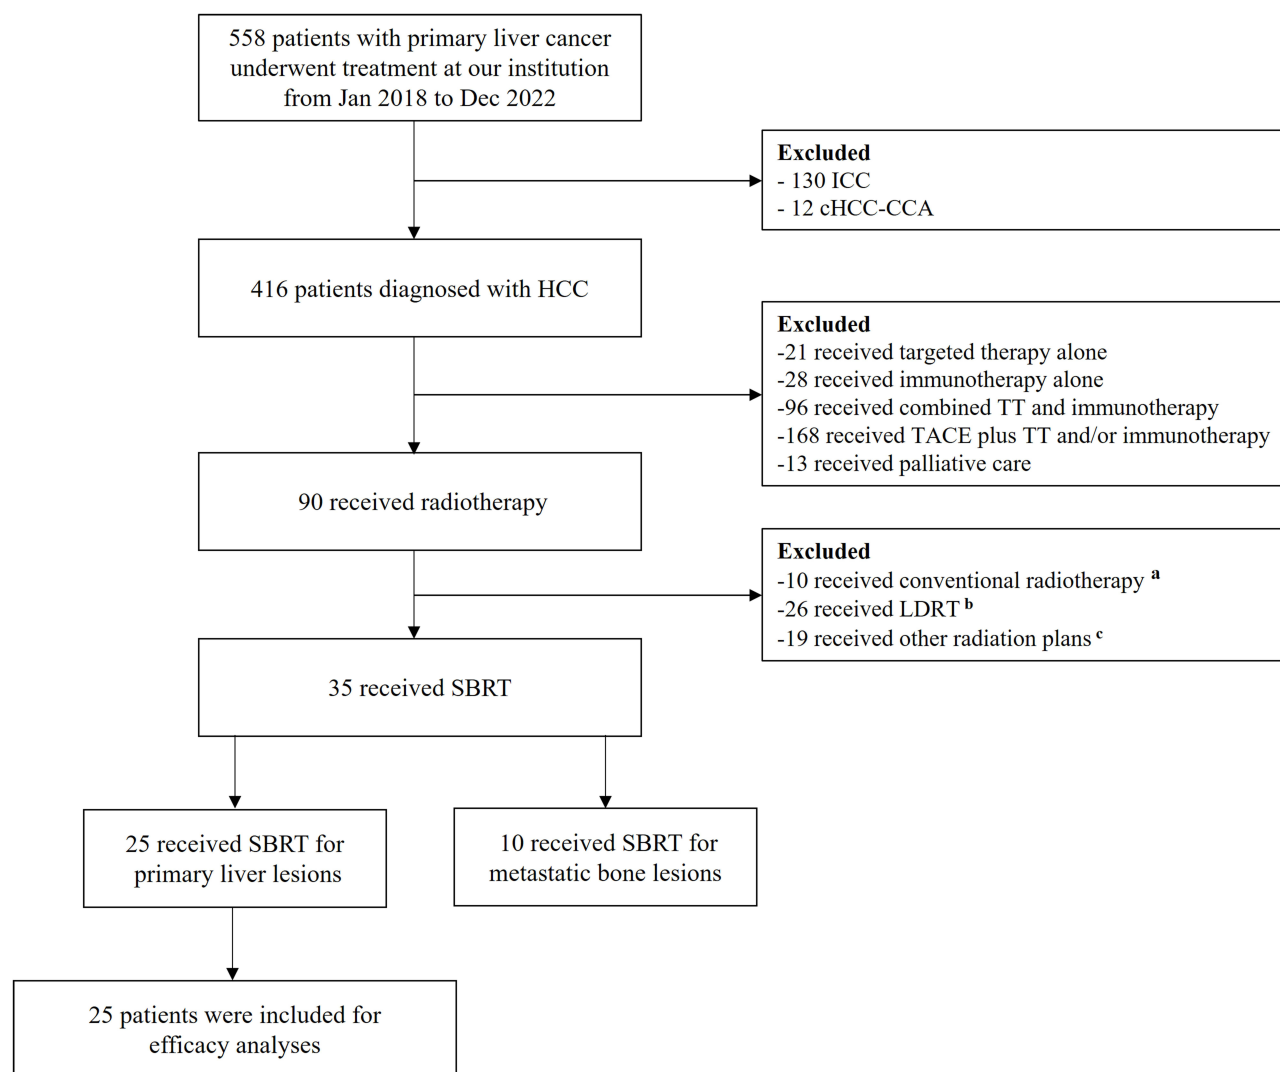 558 patients with primary liver cancer
underwent treatment at our institution
from Jan 2018 to Dec 2022
Excluded
- 130 ICC
- 12 cHCC-CCA
416 patients diagnosed with HCC
Excluded
-21 received targeted therapy alone
-28 received immunotherapy alone
-96 received combined TT and immunotherapy
-168 received TACE plus TT and/or immunotherapy
-13 received palliative care
90 received radiotherapy
Excluded
-10 received conventional radiotherapy a
-26 received LDRT b
-19 received other radiation plans c
35 received SBRT
25 received SBRT for
primary liver lesions
10 received SBRT for
metastatic bone lesions
25 patients were included for
efficacy analyses